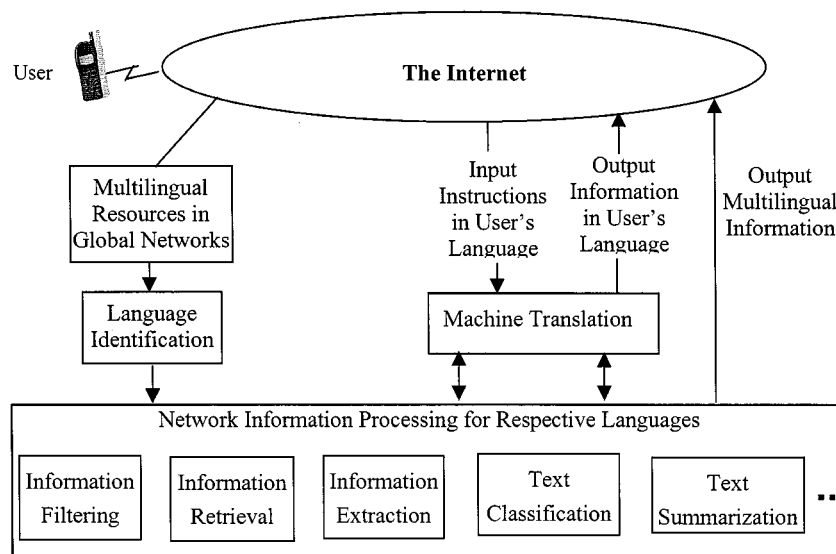 The Internet
User
Multilingual
Resources in
Global Networks
Input
Instructions
in User's
Language
Output
Information
in User's
Language
Output
Multilingual
Information
Language
Identification
Machine Translation
Network Information Processing for Respective Languages
Information
Filtering
Information
Retrieval
Information
Extraction
Text
Classification
Text
Summarization
..